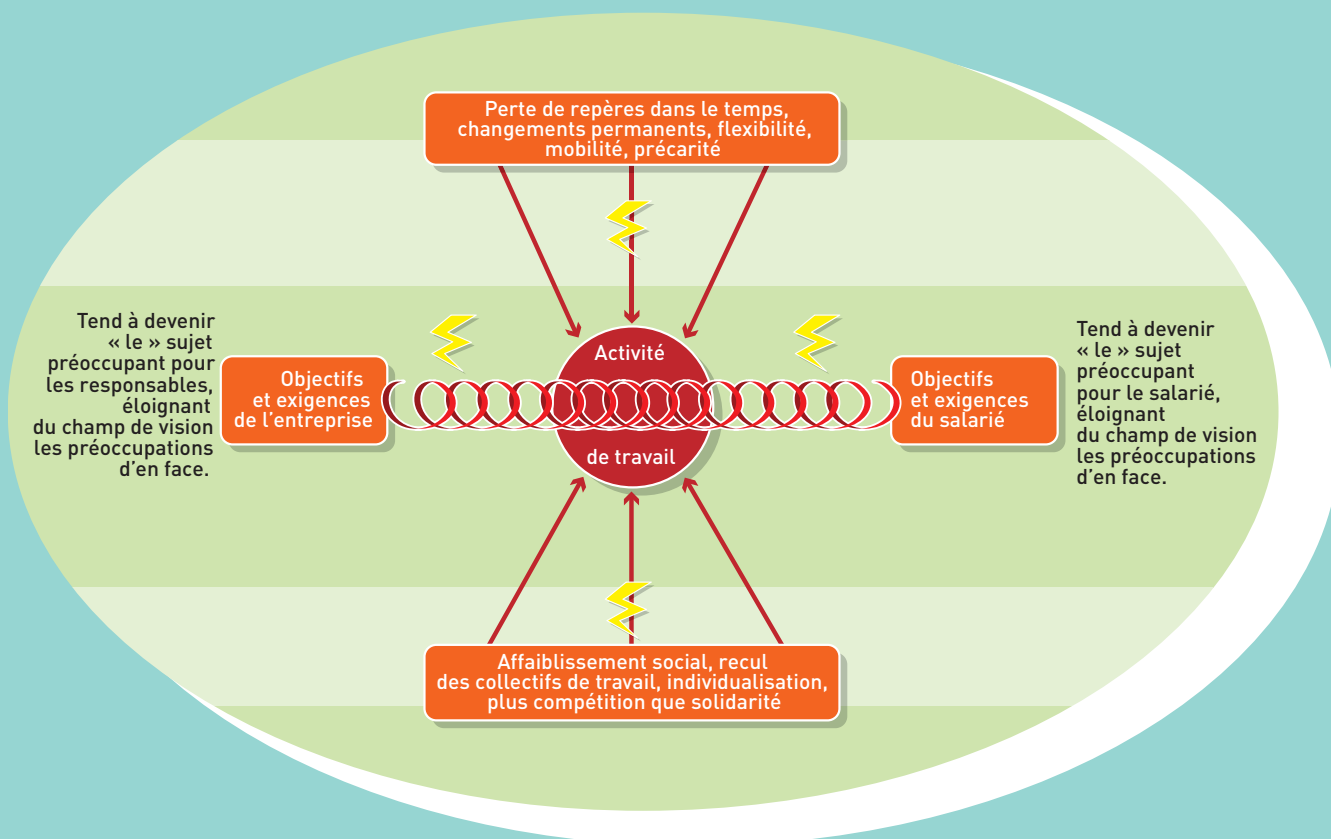 Perte de repères dans le temps,
changements permanents, flexibilité,
mobilité, précarité
Tend à devenir
« le » sujet
préoccupant pour
les responsables,
éloignant
du champ de vision
les préoccupations
d'en face.
Objectifs
et exigences
de l'entreprise
Activité
de travail
Objectifs
et exigences
du salarié
Tend à devenir
« le » sujet
préoccupant
pour le salarié,
éloignant
du champ de vision
les préoccupations
d'en face.
Affaiblissement social, recul
des collectifs de travail, individualisation,
plus compétition que solidarité